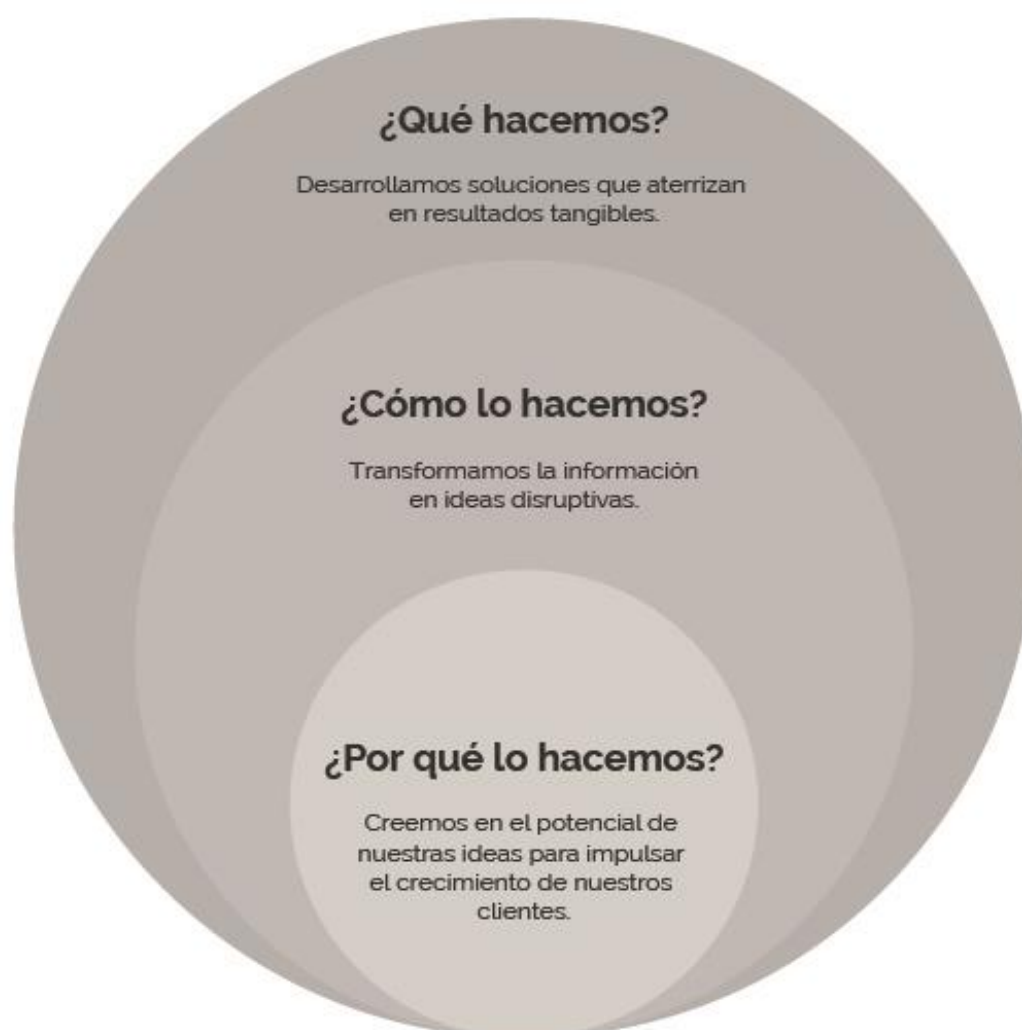 ¿Qué hacemos?
Desarrollamos soluciones que aterrizan
en resultados tangibles.
¿Cómo lo hacemos?
Transformamos la información
en ideas disruptivas.
¿Por qué lo hacemos?
Creemos en el potencial de
nuestras ideas para impulsar
el crecimiento de nuestros
clientes.